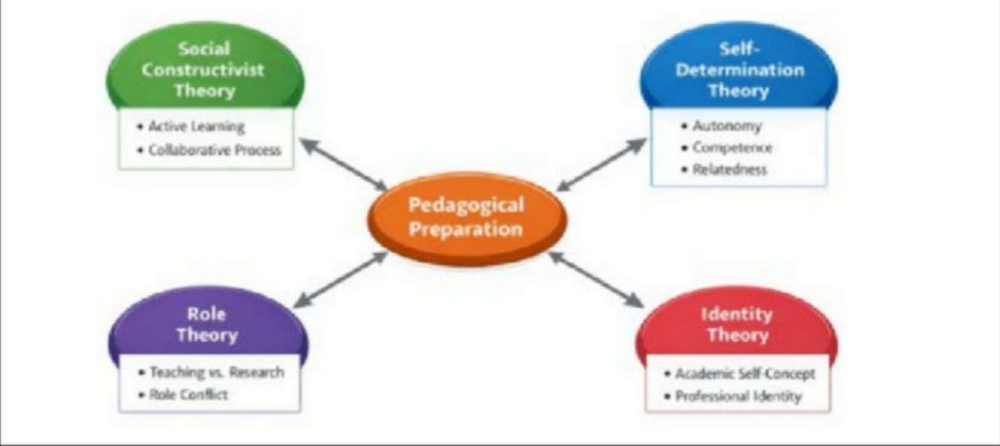 Social
Constructivist
Theory
• Active Learning
• Collaborative Process
Self-
Determination
Theory
• Autonomy
• Competence
• Relatedness
Pedagogical
Preparation
Role
Theory
• Teaching vs. Research
• Role Conflict
Identity
Theory
• Academic Self-Concept
• Professional Identity